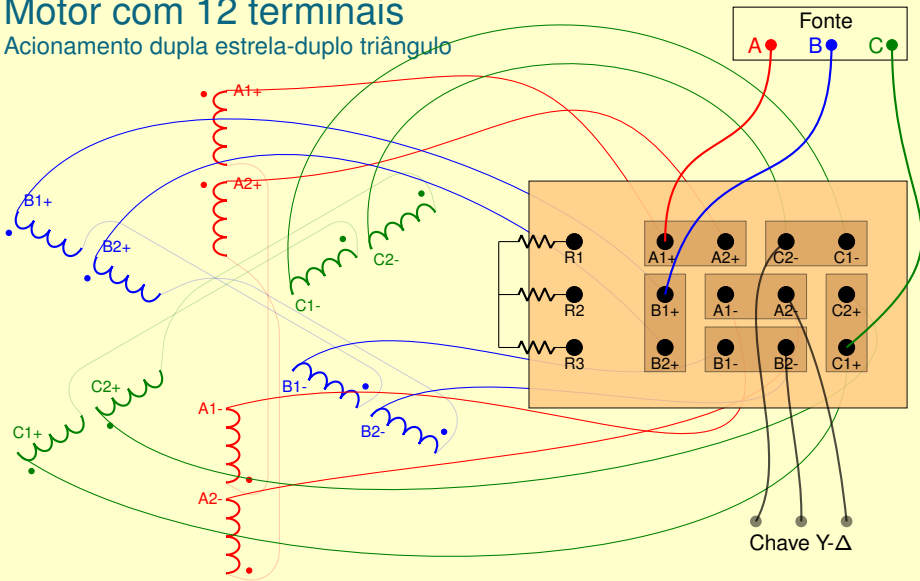 Motor com 12 terminais
Acionamento dupla estrela-duplo triângulo
Fonte
A B C
A1+
A2+
B1+
B2+
C2-
C1-
R1 A1+ A2+ C2- C1-
R2 B1+ A1- A2- C2+
R3 B2+ B1- B2- C1+
B1-
C2+
A1-
C1+
B2-
A2-
Chave Y-Δ